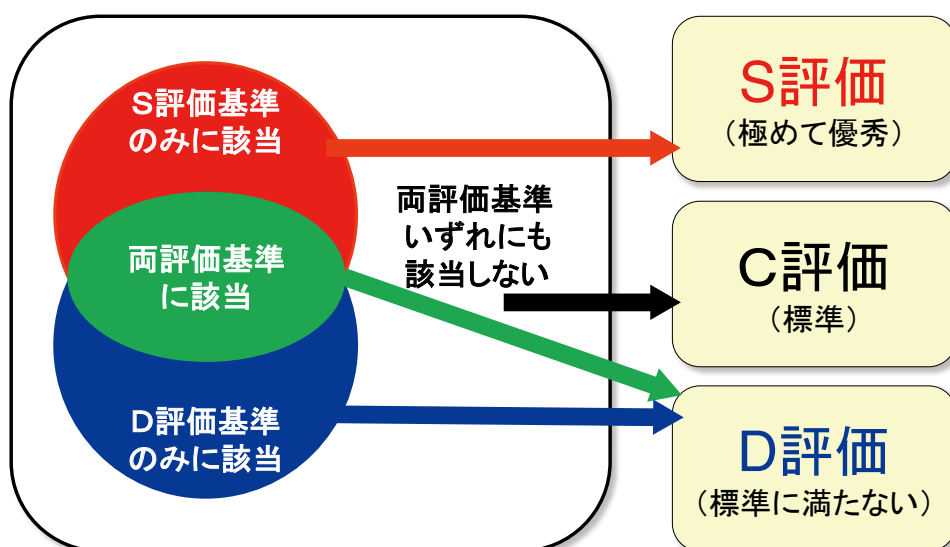 S評価基準
のみに該当
両評価基準
に該当
D評価基準
のみに該当
両評価基準
いずれにも
該当しない
S評価
（極めて優秀）
C評価
（標準）
D評価
（標準に満たない）